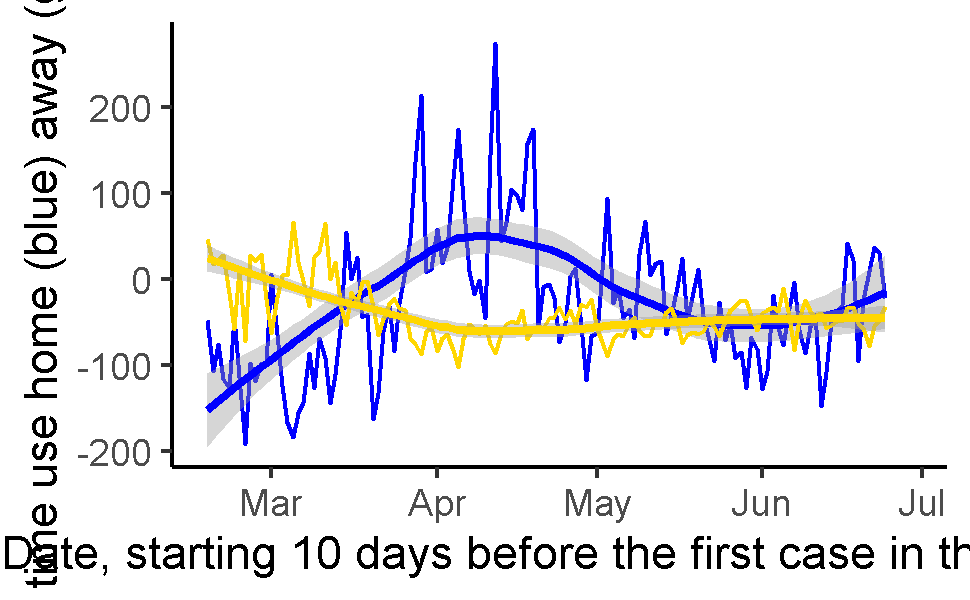 time use home (blue) away (
200
100
0
-100
-200
Mar Apr May Jun Jul
Date, starting 10 days before the first case in th